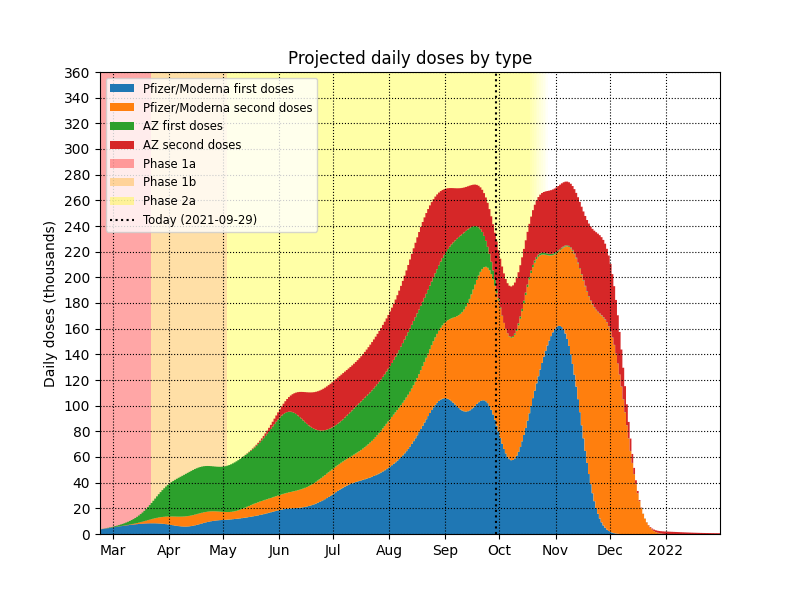 Projected daily doses by type
Daily doses (thousands)
360
340
320
300
280
260
240
220
200
180
160
140
120
100
80
60
40
20
0
Pfizer/Moderna first doses
Pfizer/Moderna second doses
AZ first doses
AZ second doses
Phase 1a
Phase 1b
Phase 2a
Today (2021-09-29)
Mar Apr May Jun Jul Aug Sep Oct Nov Dec 2022